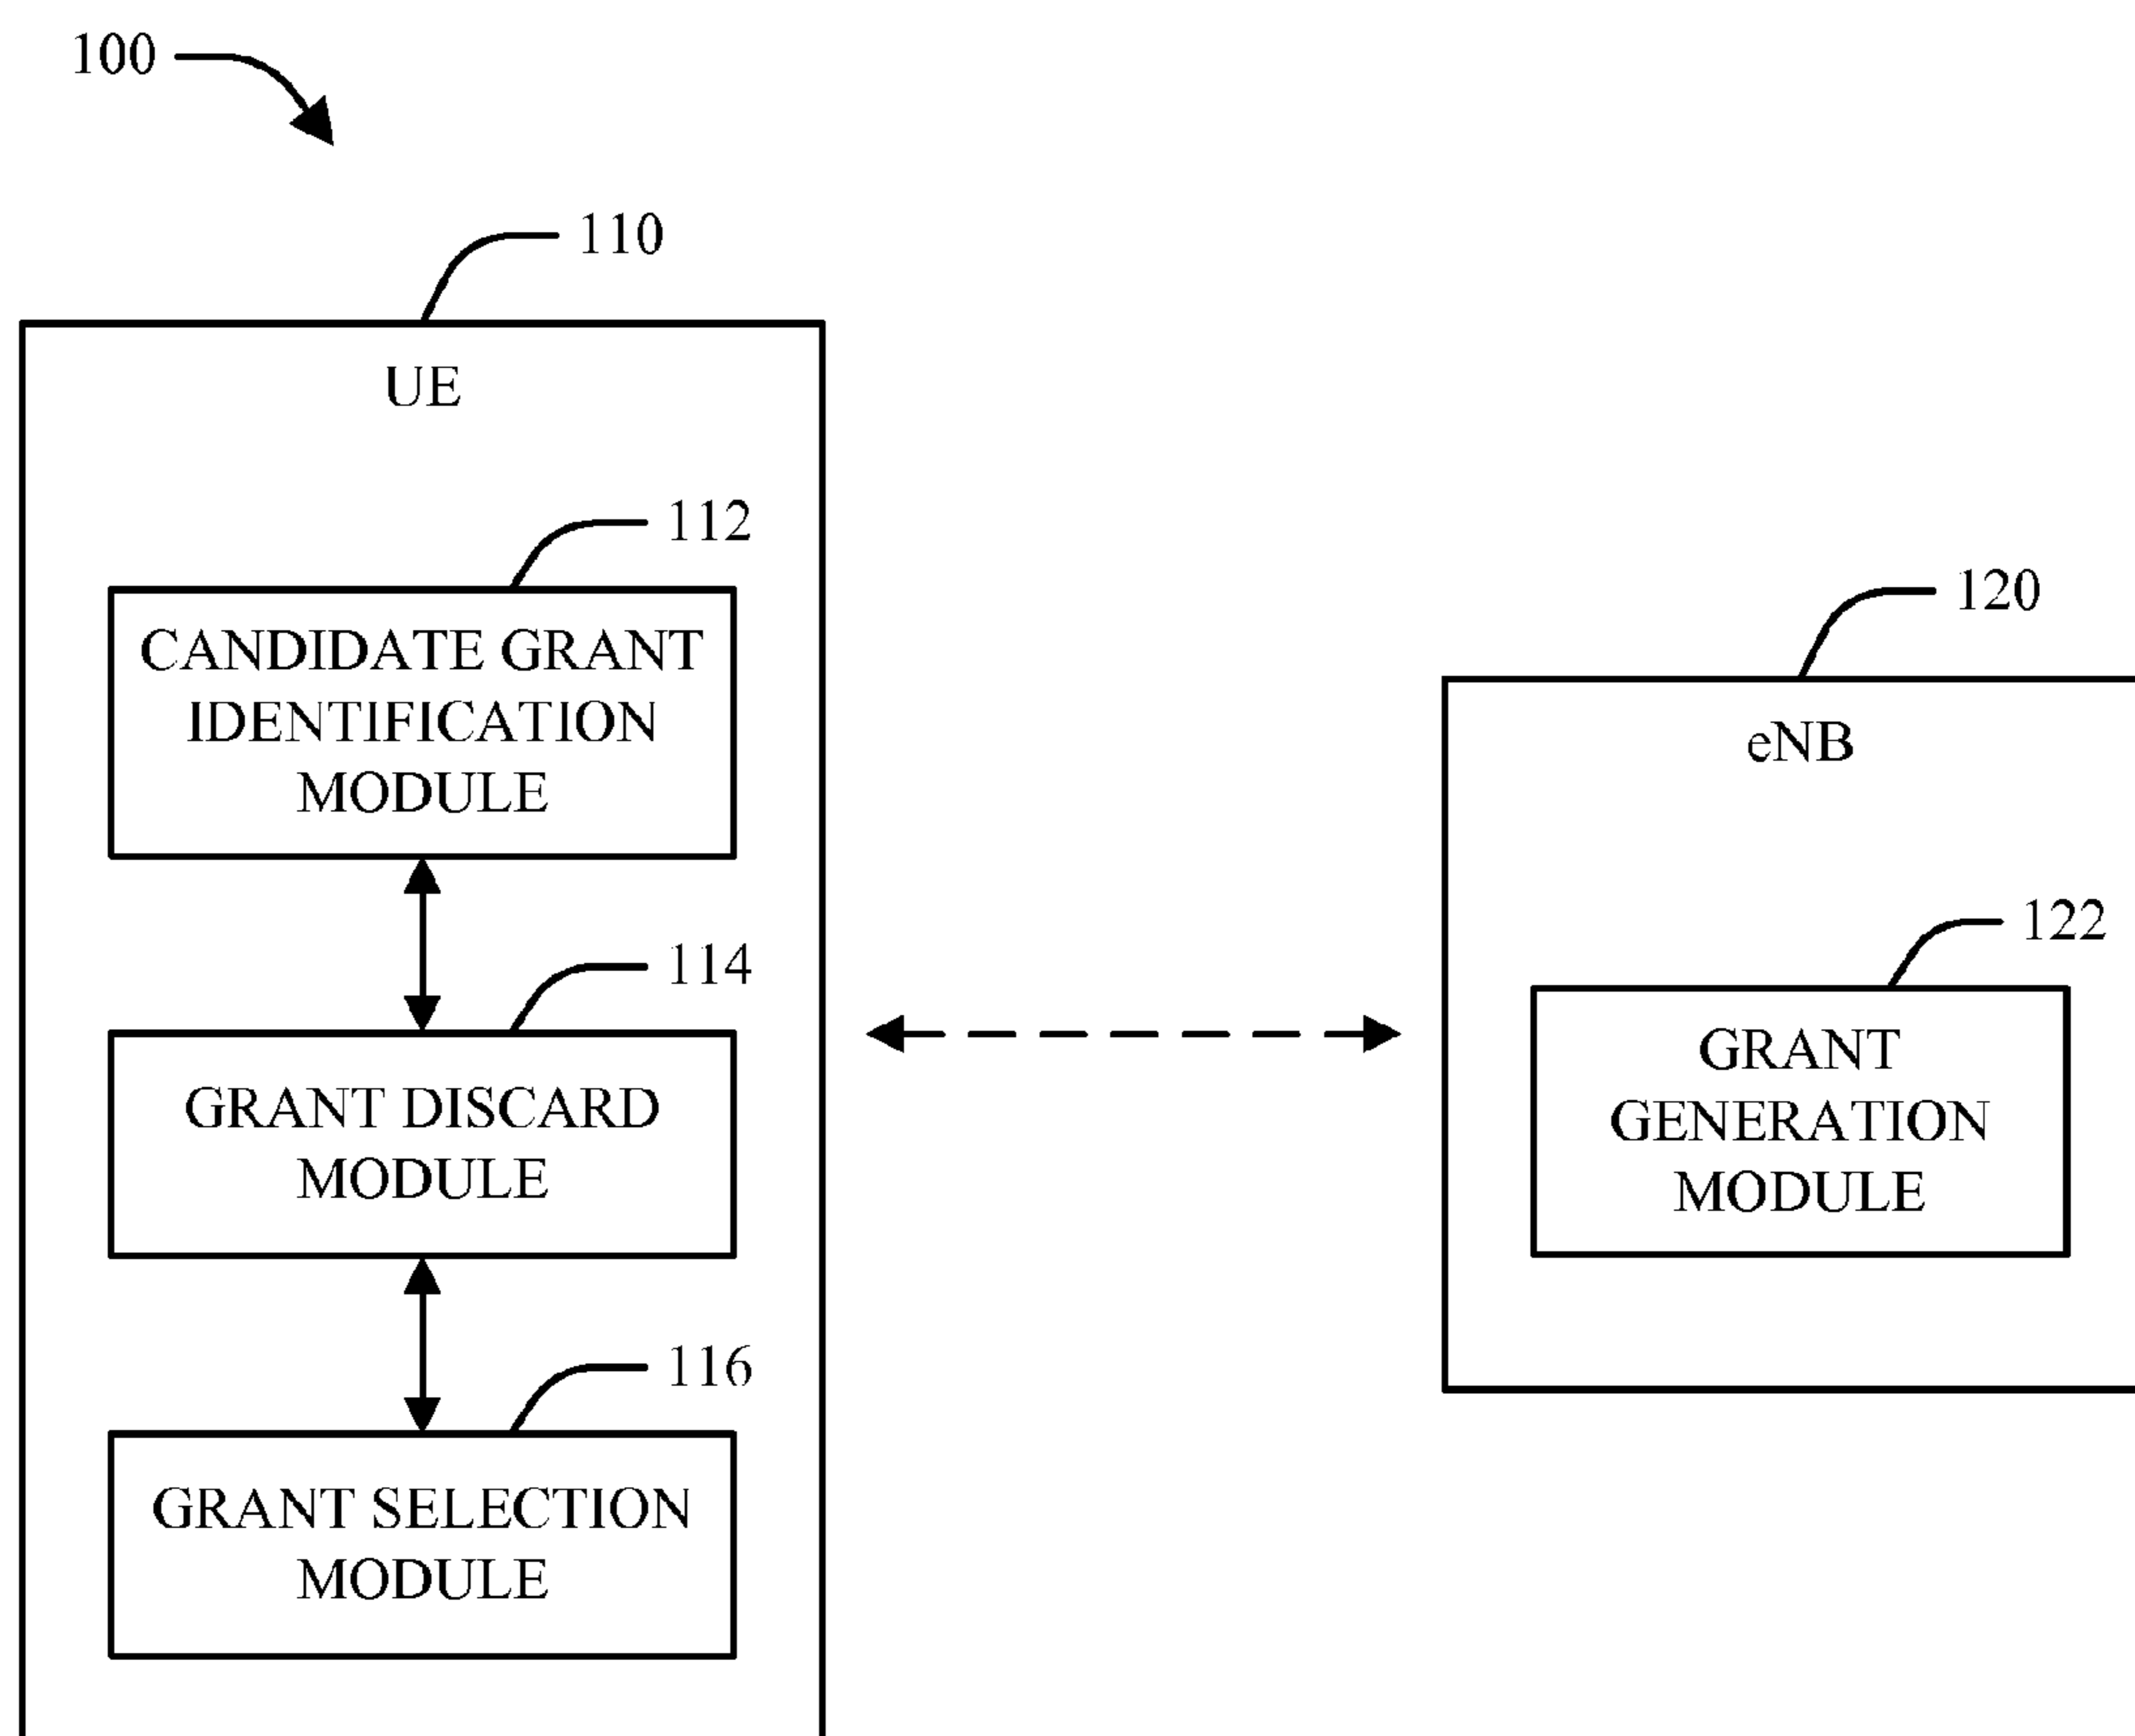 100
110
UE
112
CANDIDATE GRANT
IDENTIFICATION
MODULE
114
GRANT DISCARD
MODULE
116
GRANT SELECTION
MODULE
120
eNB
122
GRANT
GENERATION
MODULE